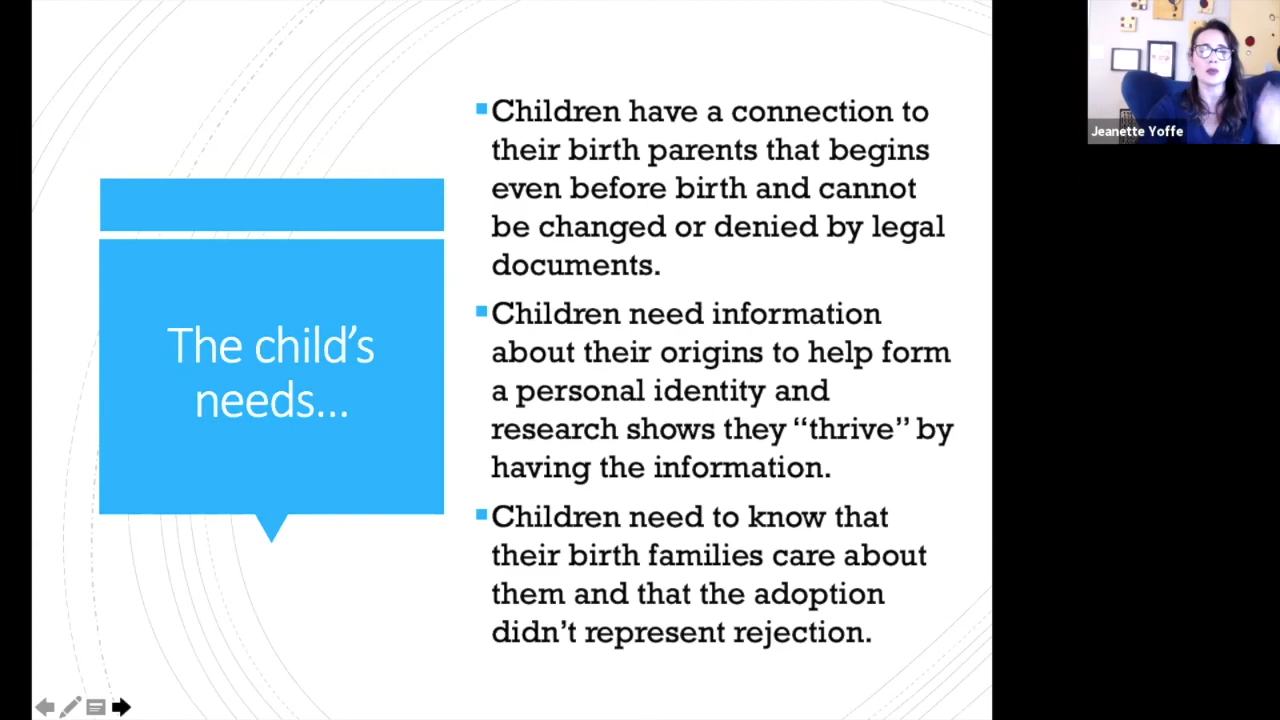 The child’s
needs...
Children have a connection to
their birth parents that begins
even before birth and cannot
be changed or denied by legal
documents.
Children need information
about their origins to help form
a personal identity and
research shows they “thrive” by
having the information.
Children need to know that
their birth families care about
them and that the adoption
didn’t represent rejection.
Jeanette Yoffe